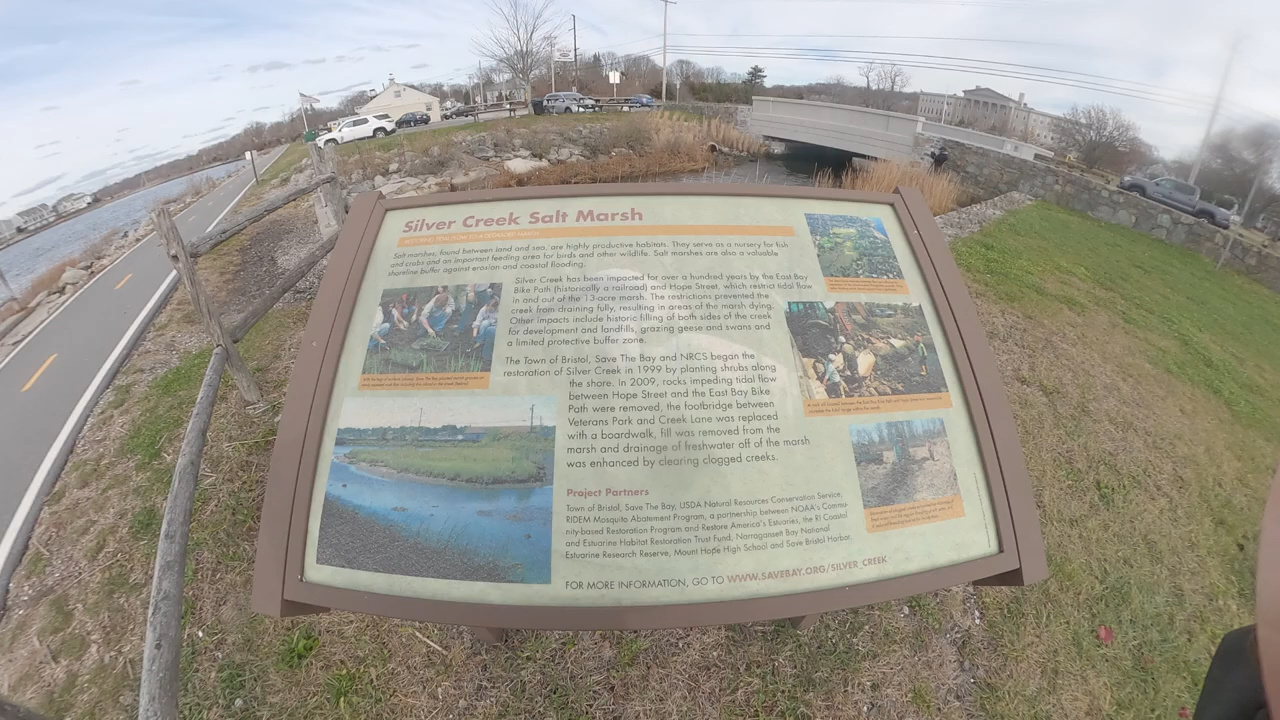 Silver Creek Salt Marsh
Salt marshes, found between land and sea, are highly productive habitats. They serve as a nursery for fish
and crabs and an important feeding area for birds and other wildlife. Salt marshes are also a valuable
shoreline buffer against erosion and coastal flooding.
Silver Creek has been impacted for over a hundred years by the East Bay
Bike Path (historically a railroad) and Hope Street, which restrict tidal flow
in and out of the 13-acre marsh. The restrictions prevented the
creek from draining fully, resulting in areas of the marsh dying.
Other impacts include historic filling of both sides of the creek
for development and landfills, grazing geese and swans and
a limited protective buffer zone.
The Town of Bristol, Save The Bay and NRCS began the
restoration of Silver Creek in 1999 by planting shrubs along
the shore. In 2009, rocks impeding tidal flow
between Hope Street and the East Bay Bike
Path were removed, the footbridge between
Veterans Park and Creek Lane was replaced
with a boardwalk, fill was removed from the
marsh and drainage of freshwater off of the marsh
was enhanced by clearing clogged creeks.
Project Partners
Town of Bristol, Save The Bay, USDA Natural Resources Conservation Service,
RIDEM Mosquito Abatement Program, a partnership between NOAA's Commu-
nity-based Restoration Program and Restore America's Estuaries, the RI Coastal
and Estuarine Habitat Restoration Trust Fund, Narragansett Bay National
Estuarine Research Reserve, Mount Hope High School and Save Bristol Harbor.
FOR MORE INFORMATION, GO TO WWW.SAVEBAY.ORG/SILVER_CREEK